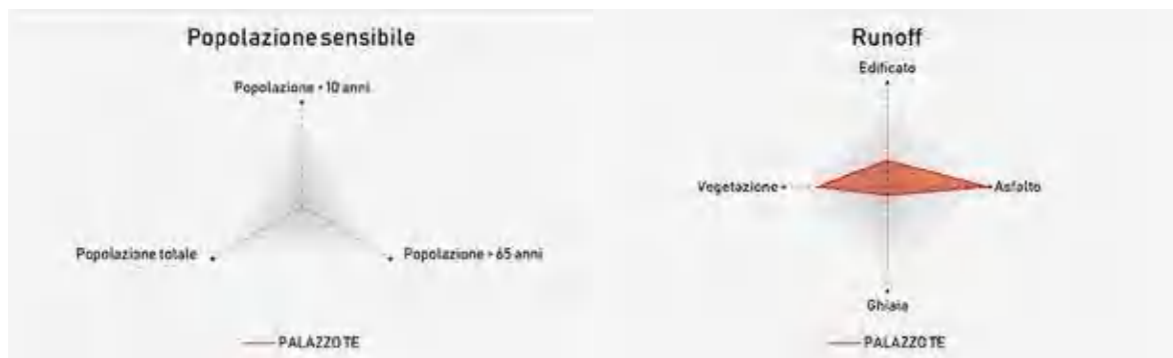 Popolazione sensibile
Popolazione < 10 anni
Popolazione totale
Popolazione > 65 anni
PALAZZO TE
Runoff
Edificato
Vegetazione
Asfalto
Ghiaia
PALAZZO TE